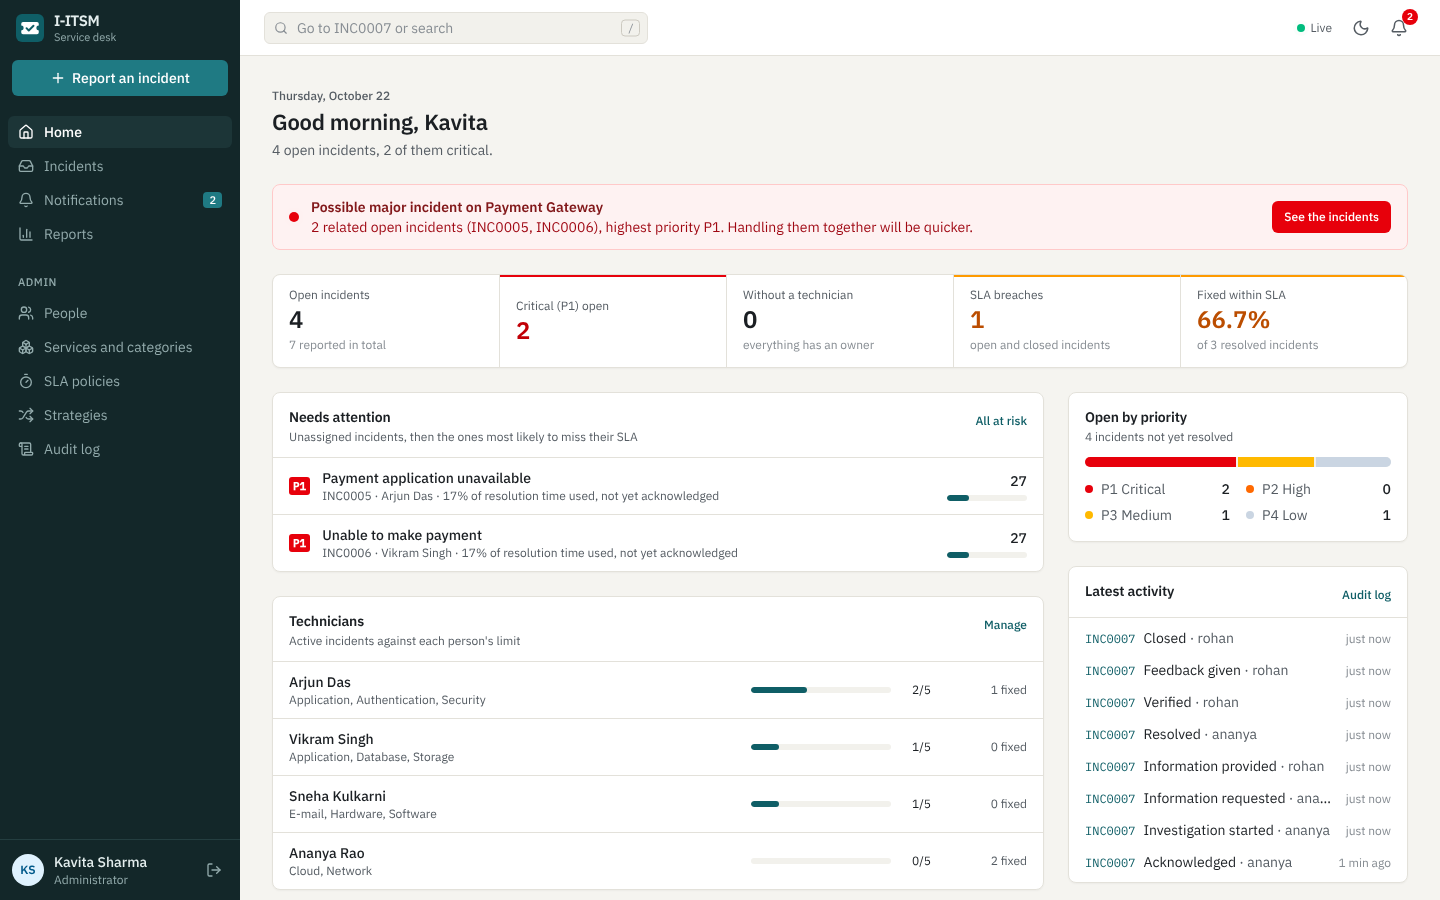 I-ITSM
Service desk
Report an incident
Home
Incidents
Notifications 2
Reports
ADMIN
People
Services and categories
SLA policies
Strategies
Audit log
KS
Kavita Sharma
Administrator
Go to INC0007 or search /
Live
2
Thursday, October 22
Good morning, Kavita
4 open incidents, 2 of them critical.
Possible major incident on Payment Gateway
2 related open incidents (INC0005, INC0006), highest priority P1. Handling them together will be quicker.
See the incidents
Open incidents
4
7 reported in total
Critical (P1) open
2
Without a technician
0
everything has an owner
SLA breaches
1
open and closed incidents
Fixed within SLA
66.7%
of 3 resolved incidents
Needs attention
Unassigned incidents, then the ones most likely to miss their SLA
All at risk
P1
Payment application unavailable
INC0005 · Arjun Das · 17% of resolution time used, not yet acknowledged
27
P1
Unable to make payment
INC0006 · Vikram Singh · 17% of resolution time used, not yet acknowledged
27
Technicians
Active incidents against each person's limit
Manage
Arjun Das
Application, Authentication, Security
2/5 1 fixed
Vikram Singh
Application, Database, Storage
1/5 0 fixed
Sneha Kulkarni
E-mail, Hardware, Software
1/5 0 fixed
Ananya Rao
Cloud, Network
0/5 2 fixed
Open by priority
4 incidents not yet resolved
P1 Critical 2 P2 High 0
P3 Medium 1 P4 Low 1
Latest activity
Audit log
INC0007 Closed · rohan just now
INC0007 Feedback given · rohan just now
INC0007 Verified · rohan just now
INC0007 Resolved · ananya just now
INC0007 Information provided · rohan just now
INC0007 Information requested · ana... just now
INC0007 Investigation started · ananya just now
INC0007 Acknowledged · ananya 1 min ago